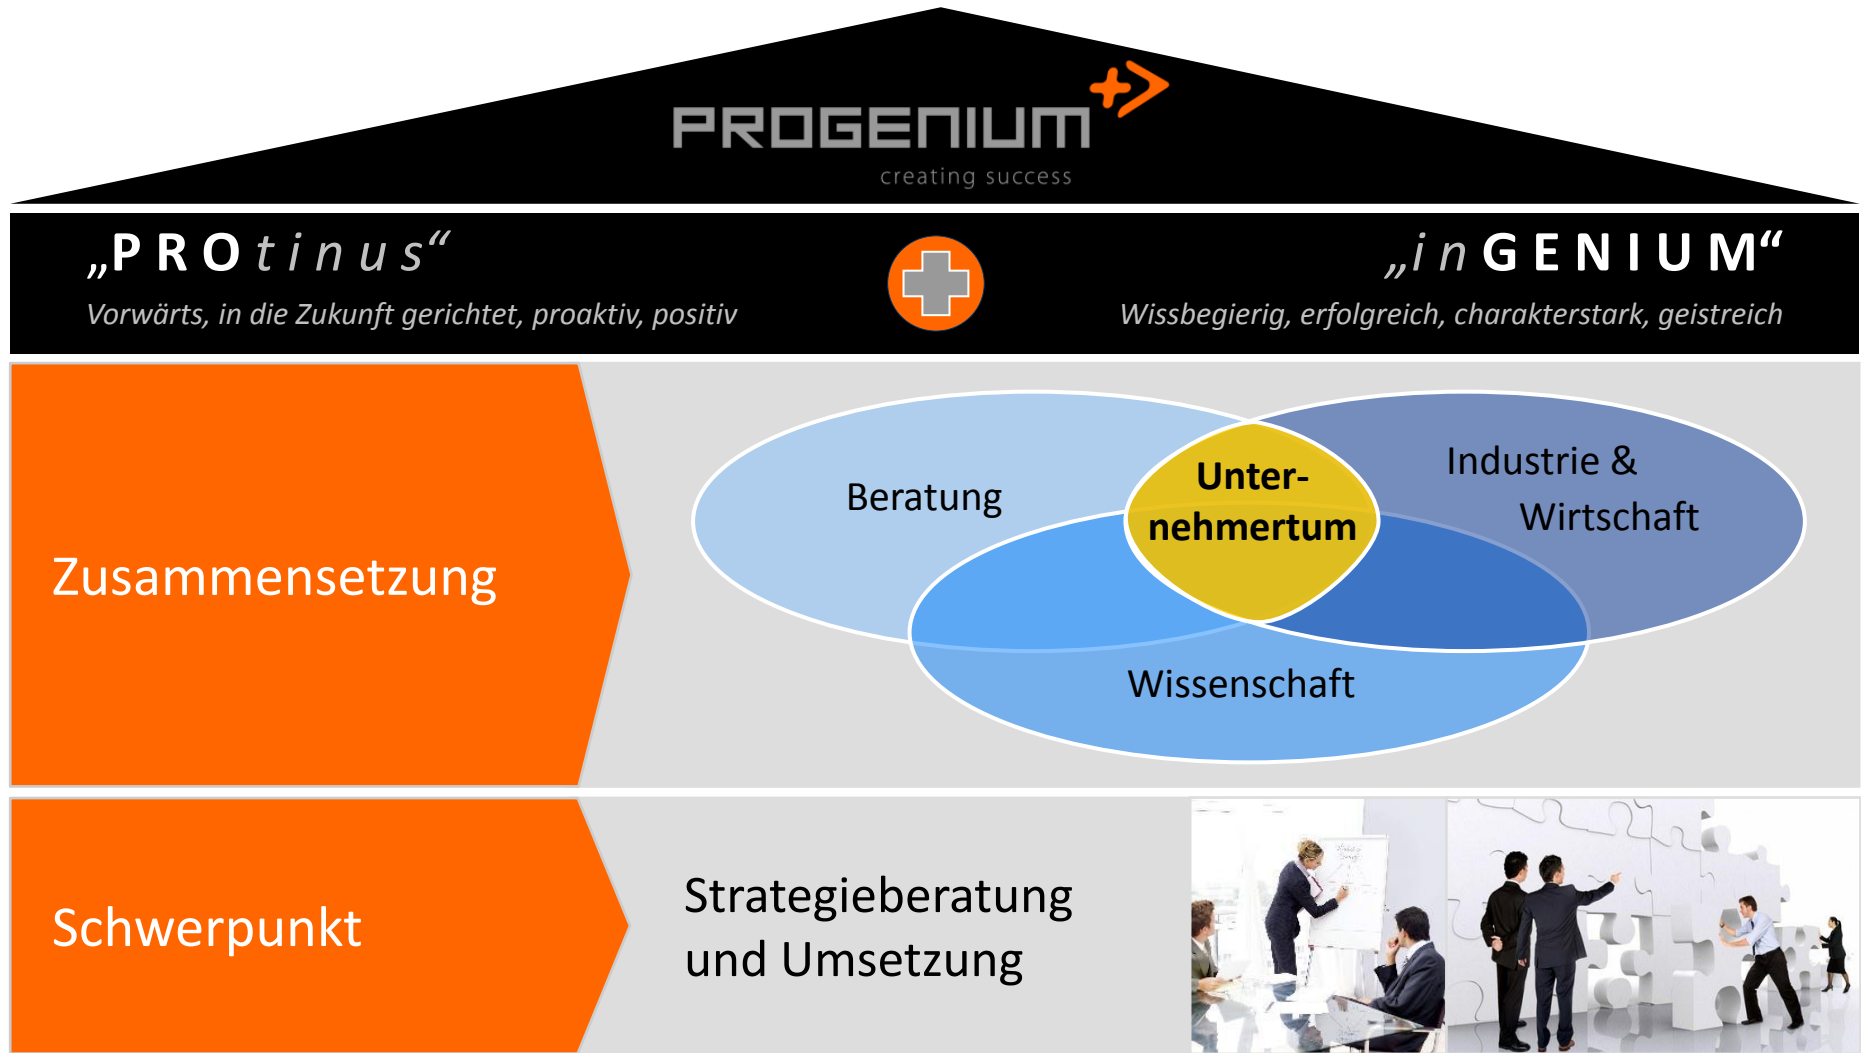 PROGENIUM
creating success
„PROtinus“
„inGENIUM“
Vorwärts, in die Zukunft gerichtet, proaktiv, positiv
Wissbegierig, erfolgreich, charakterstark, geistreich
Zusammensetzung
Beratung
Unter-
nehmertum
Industrie &
Wirtschaft
Wissenschaft
Schwerpunkt
Strategieberatung
und Umsetzung